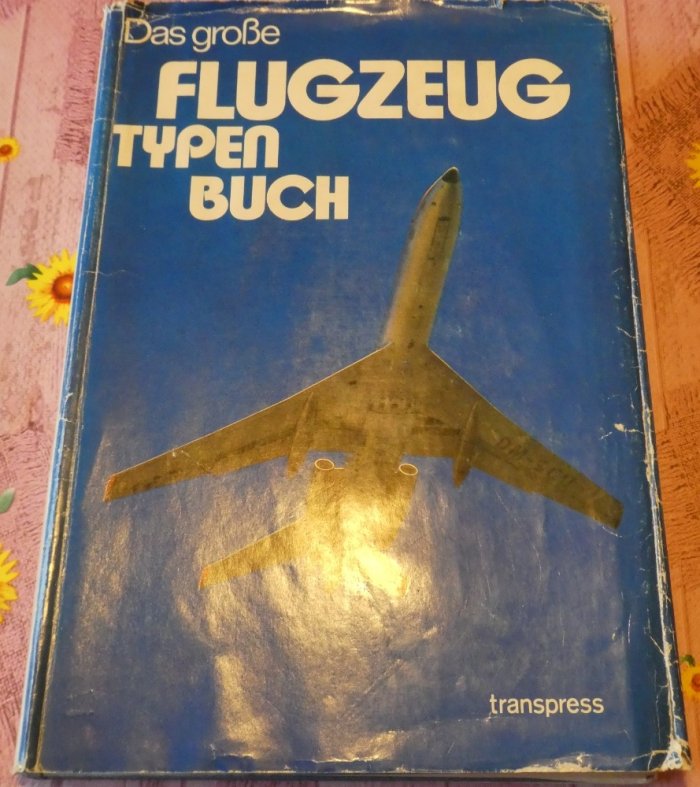 Das große
FLUGZEUG
TYPEN
BUCH
transpress